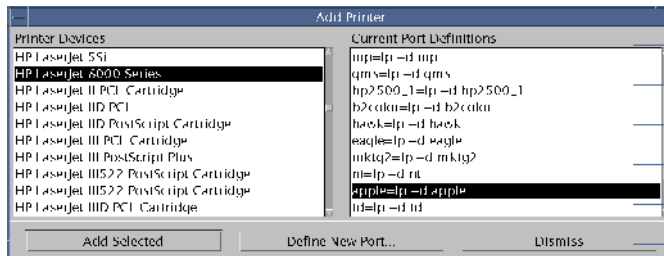 Add Printer
Printer Devices
HP LaserJet 5Si
HP LaserJet 6000 Series
HP LaserJet II PCL Cartridge
HP LaserJet IID PCL
HP LaserJet IID PostScript Cartridge
HP LaserJet III PCL Cartridge
HP LaserJet III PostScript Plus
HP LaserJet III522 PostScript Cartridge
HP LaserJet III522 PostScript Cartridge
HP LaserJet IIID PCL Cartridge
Current Port Definitions
mp=lp -d mp
qms=lp -d qms
hp2500_1=lp -d hp2500_1
b2color=lp -d b2color
hawk=lp -d hawk
eagle=lp -d eagle
mktg2=lp -d mktg2
nt=lp -d nt
apple=lp -d apple
Add Selected
Define New Port...
Dismiss